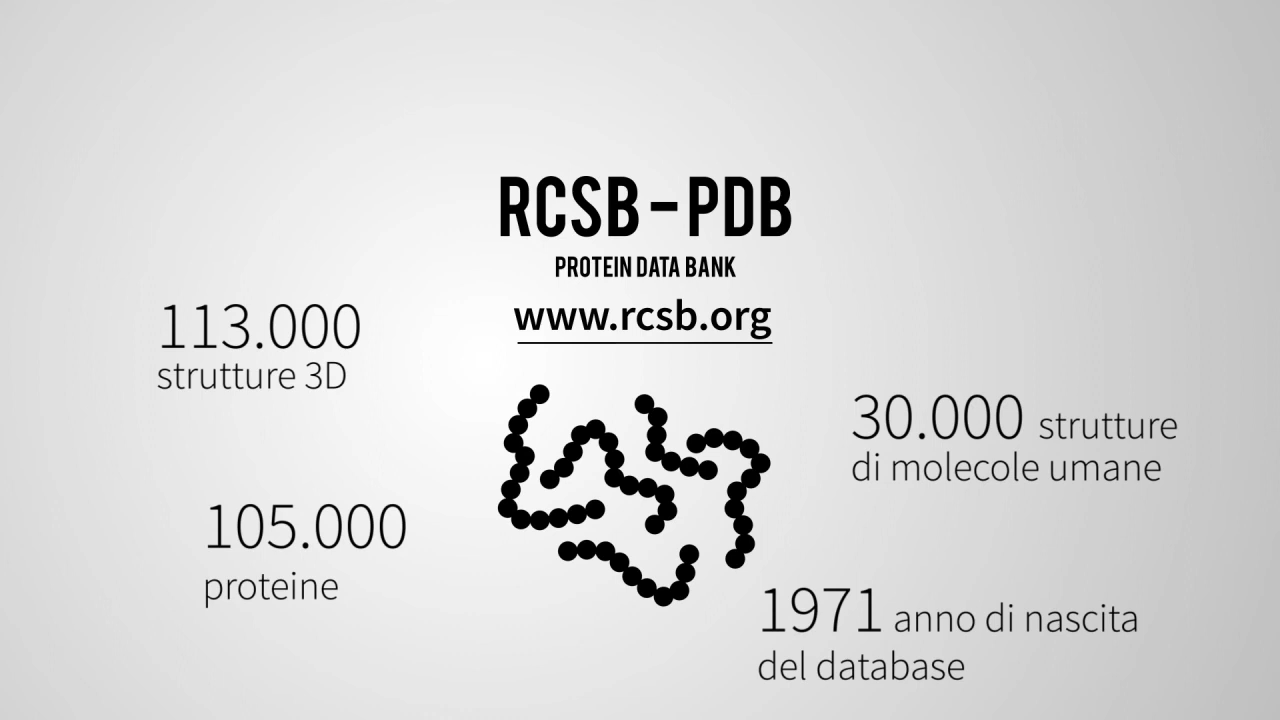 RCSB – PDB
PROTEIN DATA BANK
www.rcsb.org
113.000
strutture 3D
105.000
proteine
30.000 strutture
di molecole umane
1971 anno di nascita
del database